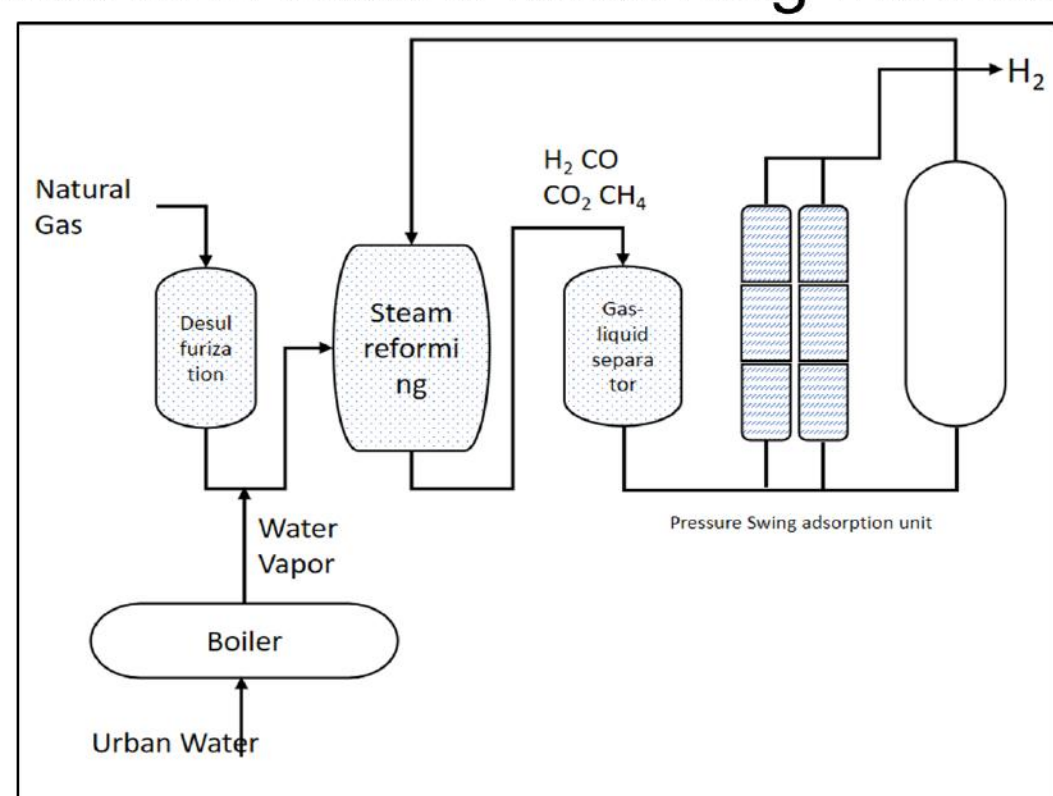 H₂
H₂ CO
CO₂ CH₄
Natural
Gas
Desul
furiza
tion
Steam
reformi
ng
Gas-
liquid
separa
tor
Pressure Swing adsorption unit
Water
Vapor
Boiler
Urban Water